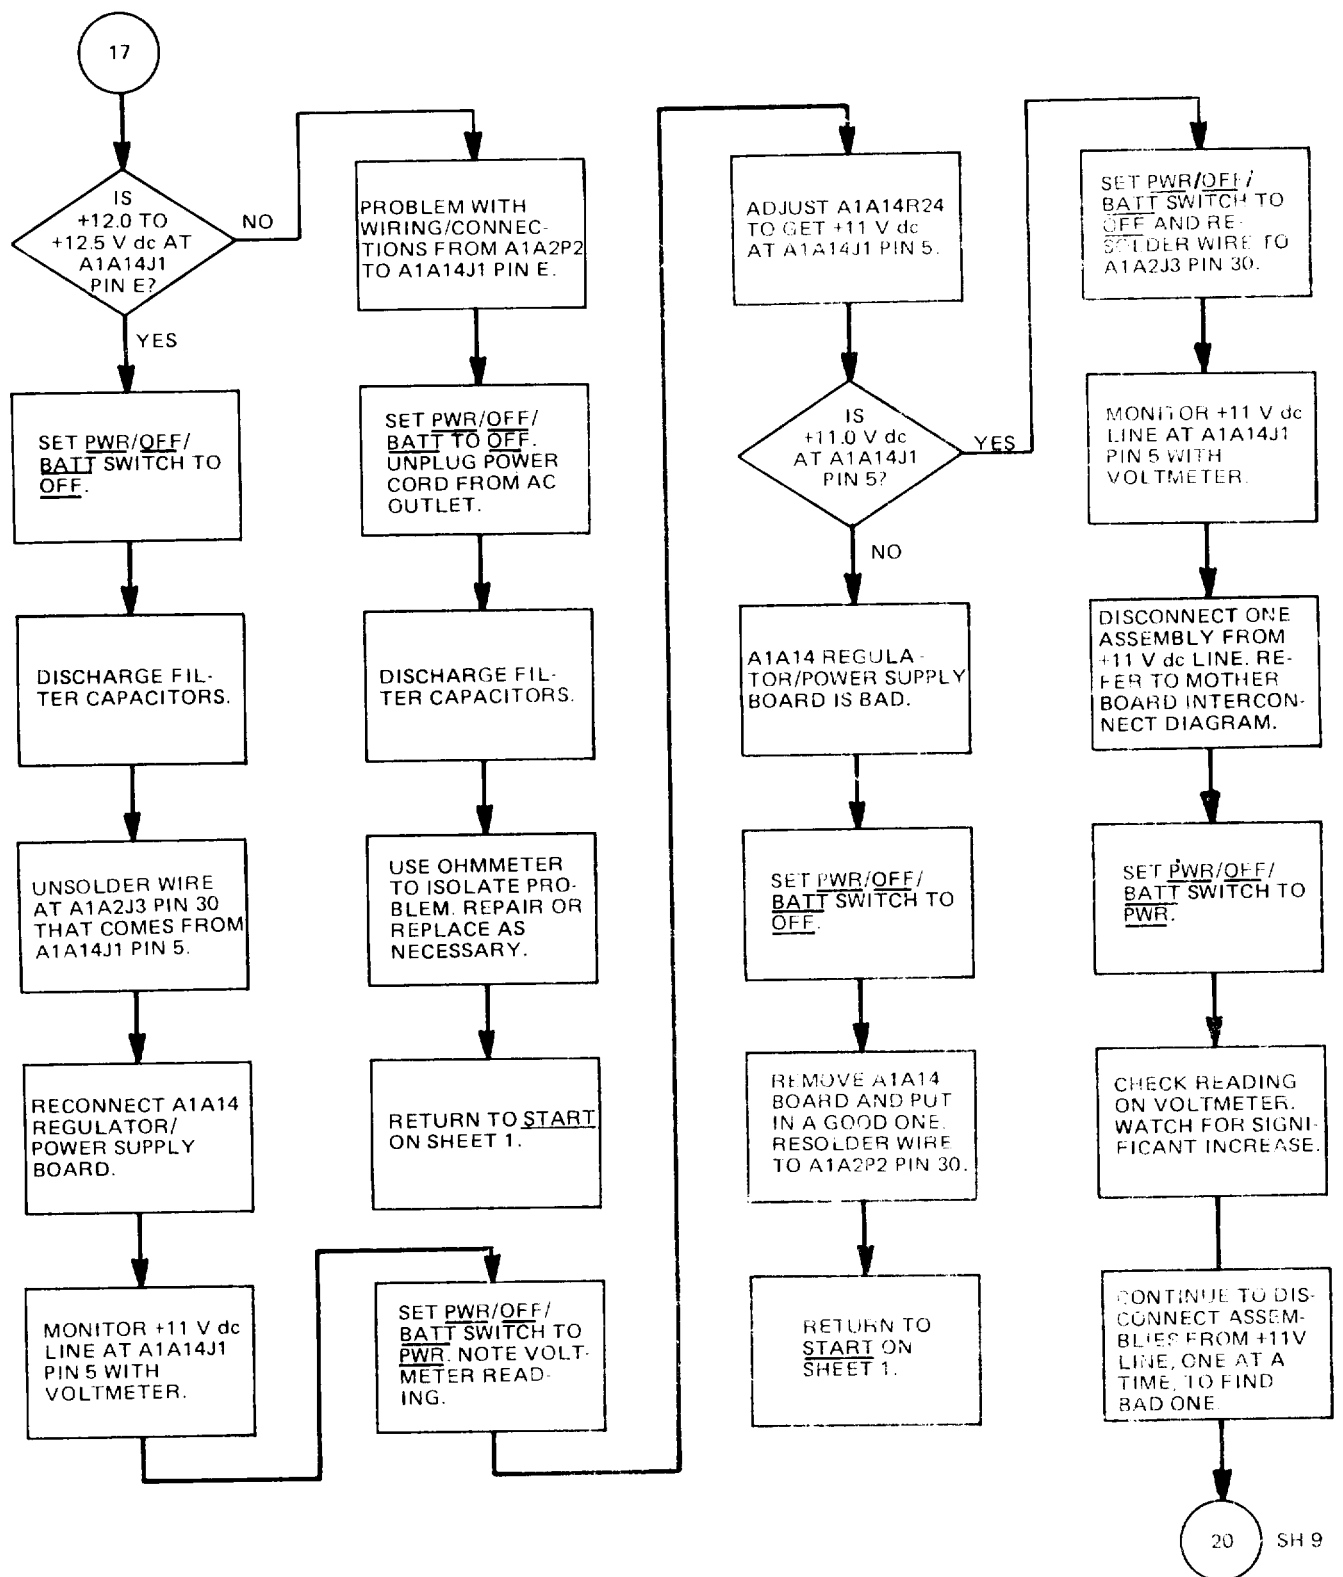 17
IS
+12.0 TO
+12.5 V dc AT
A1A14J1
PIN E?
NO
YES
SET PWR/OFF/
BATT SWITCH TO
OFF.
DISCHARGE FIL-
TER CAPACITORS.
UNSOLDER WIRE
AT A1A2J3 PIN 30
THAT COMES FROM
A1A14J1 PIN 5.
RECONNECT A1A14
REGULATOR/
POWER SUPPLY
BOARD.
MONITOR +11 V dc
LINE AT A1A14J1
PIN 5 WITH
VOLTMETER.
PROBLEM WITH
WIRING/CONNEC-
TIONS FROM A1A2P2
TO A1A14J1 PIN E.
SET PWR/OFF/
BATT TO OFF.
UNPLUG POWER
CORD FROM AC
OUTLET.
DISCHARGE FIL-
TER CAPACITORS.
USE OHMMETER
TO ISOLATE PRO-
BLEM. REPAIR OR
REPLACE AS
NECESSARY.
RETURN TO START
ON SHEET 1.
SET PWR/OFF/
BATT SWITCH TO
PWR. NOTE VOLT-
METER READ-
ING.
ADJUST A1A14R24
TO GET +11 V dc
AT A1A14J1 PIN 5.
IS
+11.0 V dc
AT A1A14J1
PIN 5?
YES
NO
A1A14 REGULA-
TOR/POWER SUPPLY
BOARD IS BAD.
SET PWR/OFF/
BATT SWITCH TO
OFF.
REMOVE A1A14
BOARD AND PUT
IN A GOOD ONE.
RESOLDER WIRE
TO A1A2P2 PIN 30.
RETURN TO
START ON
SHEET 1.
SET PWR/OFF/
BATT SWITCH TO
OFF AND RE-
SOLDER WIRE TO
A1A2J3 PIN 30.
MONITOR +11 V dc
LINE AT A1A14J1
PIN 5 WITH
VOLTMETER.
DISCONNECT ONE
ASSEMBLY FROM
+11 V dc LINE. RE-
FER TO MOTHER
BOARD INTERCON-
NECT DIAGRAM.
SET PWR/OFF/
BATT SWITCH TO
PWR.
CHECK READING
ON VOLTMETER.
WATCH FOR SIGNI-
FICANT INCREASE.
CONTINUE TO DIS-
CONNECT ASSEM-
BLIES FROM +11V
LINE, ONE AT A
TIME, TO FIND
BAD ONE.
20
SH 9